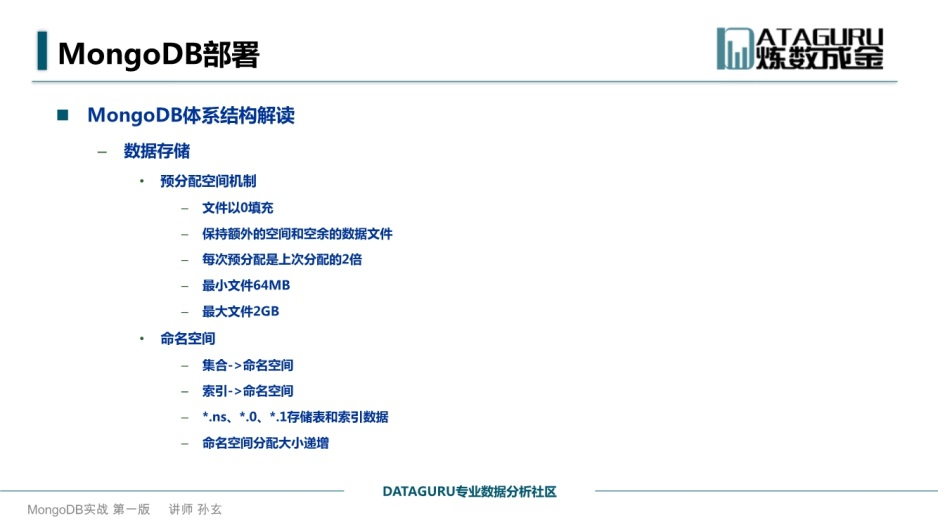 MongoDB部署
DATAGURU
炼数成金
■ MongoDB体系结构解读
– 数据存储
• 预分配空间机制
– 文件以0填充
– 保持额外的空间和空余的数据文件
– 每次预分配是上次分配的2倍
– 最小文件64MB
– 最大文件2GB
• 命名空间
– 集合->命名空间
– 索引->命名空间
– *.ns、*.0、*.1存储表和索引数据
– 命名空间分配大小递增
DATAGURU专业数据分析社区
MongoDB实战 第一版 讲师 孙玄